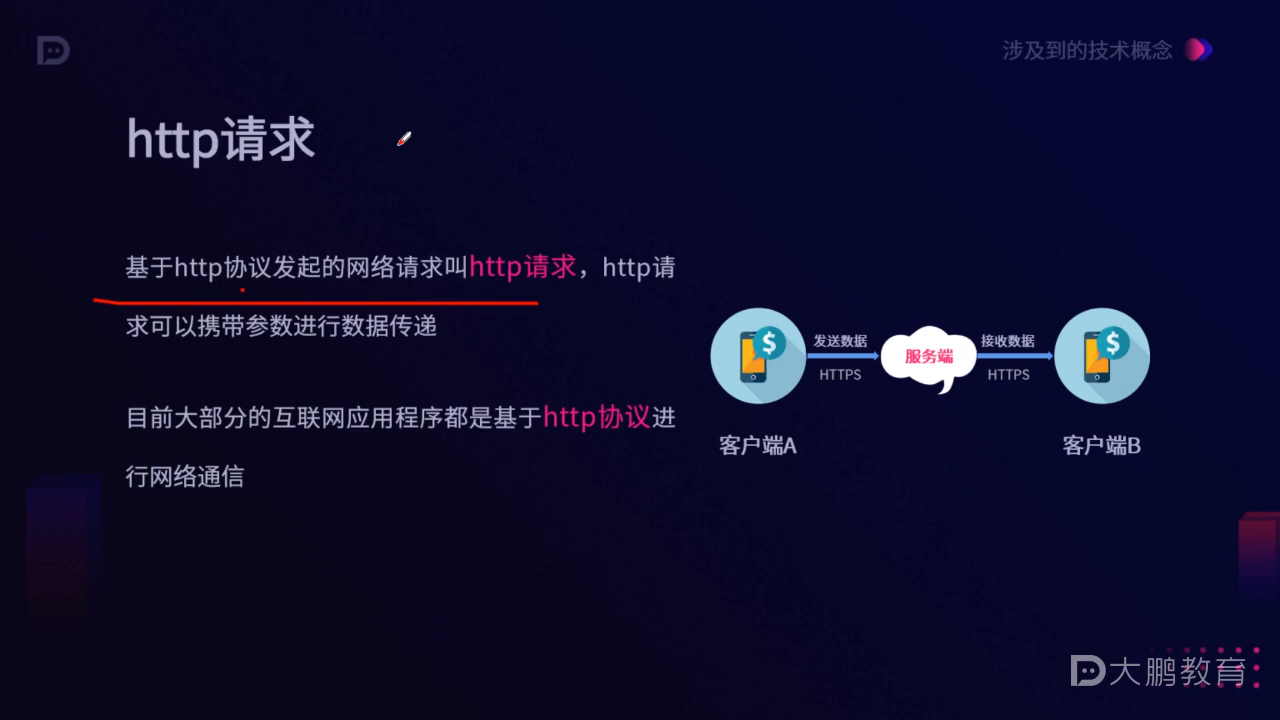 涉及到的技术概念
http请求
基于http协议发起的网络请求叫http请求，http请
求可以携带参数进行数据传递
目前大部分的互联网应用程序都是基于http协议进
行网络通信
发送数据
HTTPS
服务端
接收数据
HTTPS
$
$
客户端A
客户端B
大鹏教育